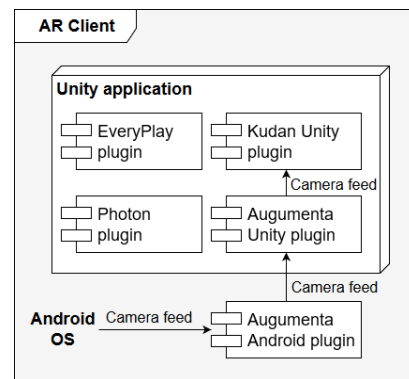 AR Client
Unity application
EveryPlay
plugin
Kudan Unity
plugin
Camera feed
Photon
plugin
Augumenta
Unity plugin
Camera feed
Android
OS
Camera feed
Augumenta
Android plugin